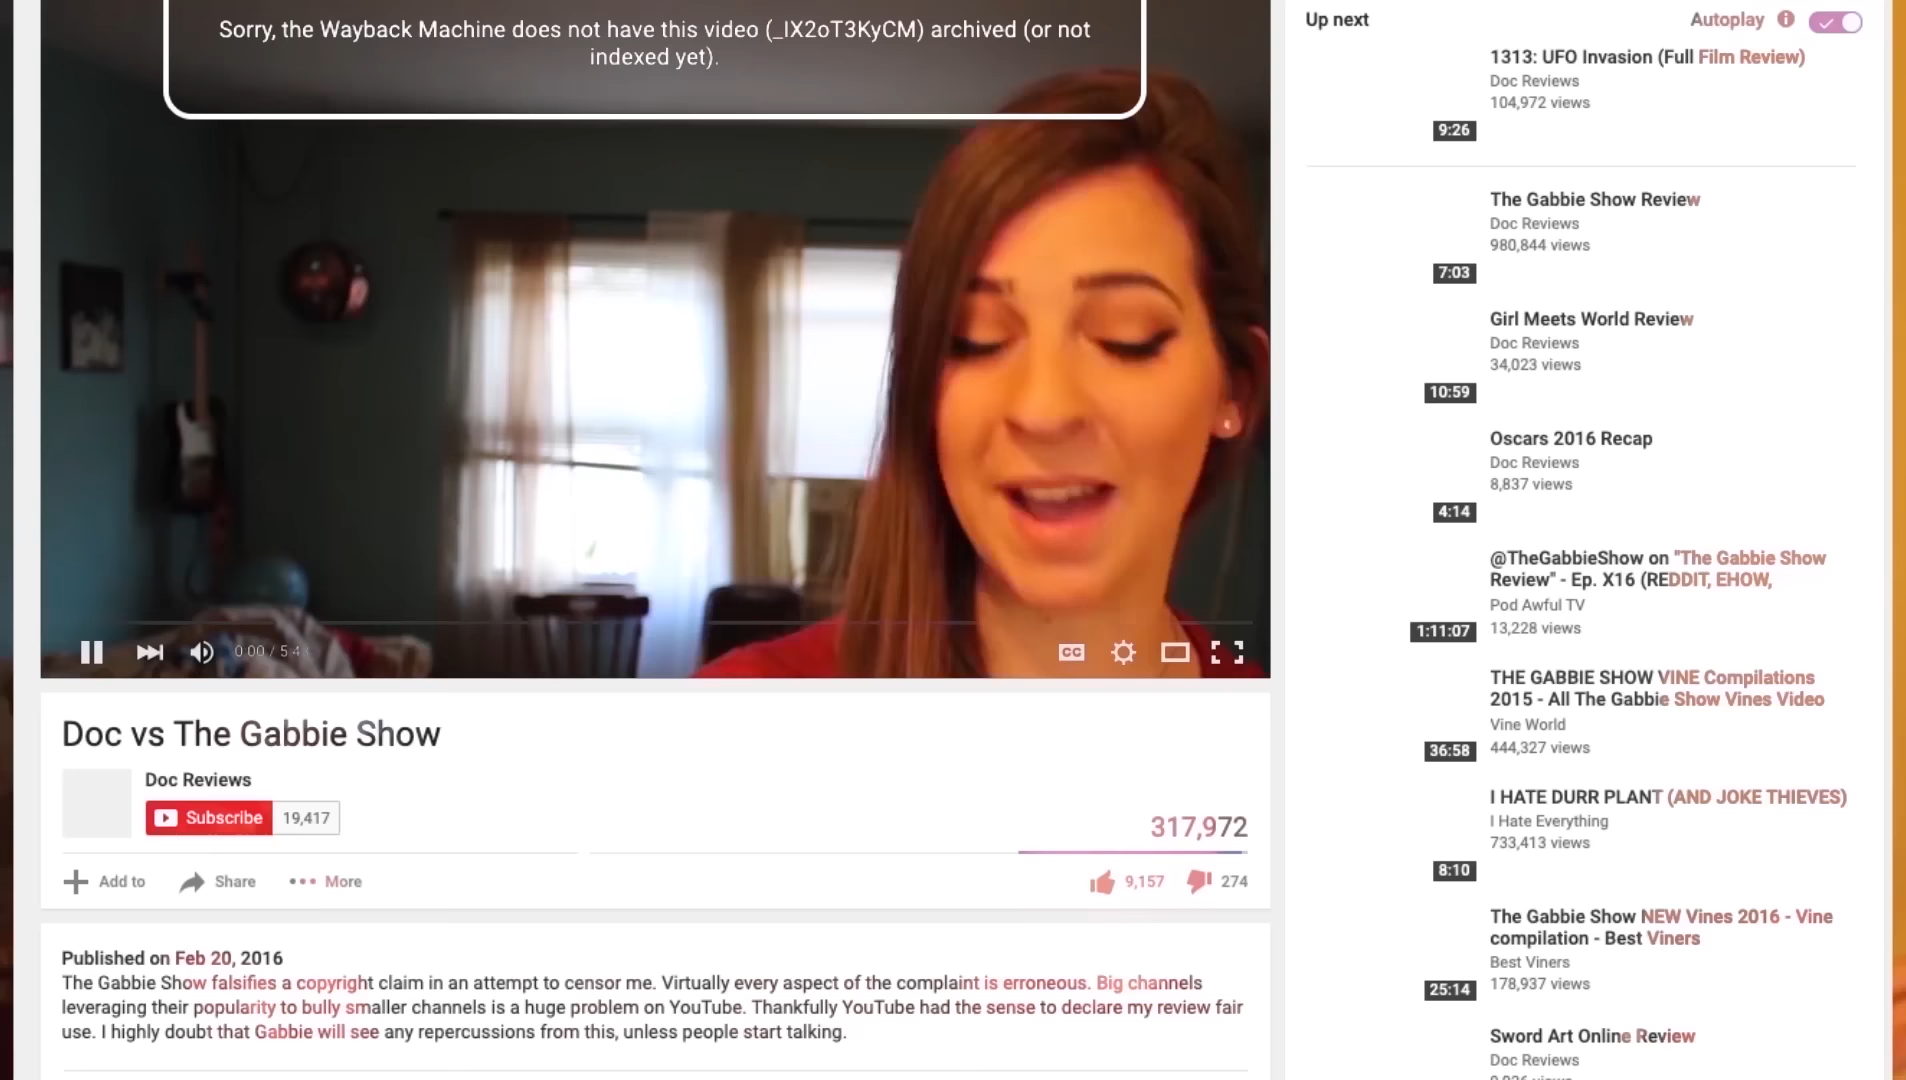 Sorry, the Wayback Machine does not have this video (_IX2oT3KyCM) archived (or not
indexed yet).
0:00 / 5:4
CC
Doc vs The Gabbie Show
Doc Reviews
Subscribe 19,417
317,972
Add to Share More 9,157 274
Published on Feb 20, 2016
The Gabbie Show falsifies a copyright claim in an attempt to censor me. Virtually every aspect of the complaint is erroneous. Big channels
leveraging their popularity to bully smaller channels is a huge problem on YouTube. Thankfully YouTube had the sense to declare my review fair
use. I highly doubt that Gabbie will see any repercussions from this, unless people start talking.
Up next Autoplay
1313: UFO Invasion (Full Film Review)
Doc Reviews
104,972 views
9:26
The Gabbie Show Review
Doc Reviews
980,844 views
7:03
Girl Meets World Review
Doc Reviews
34,023 views
10:59
Oscars 2016 Recap
Doc Reviews
8,837 views
4:14
@TheGabbieShow on "The Gabbie Show
Review" - Ep. X16 (REDDIT, EHOW,
Pod Awful TV
13,228 views
1:11:07
THE GABBIE SHOW VINE Compilations
2015 - All The Gabbie Show Vines Video
Vine World
444,327 views
36:58
I HATE DURR PLANT (AND JOKE THIEVES)
I Hate Everything
733,413 views
8:10
The Gabbie Show NEW Vines 2016 - Vine
compilation - Best Viners
Best Viners
178,937 views
25:14
Sword Art Online Review
Doc Reviews